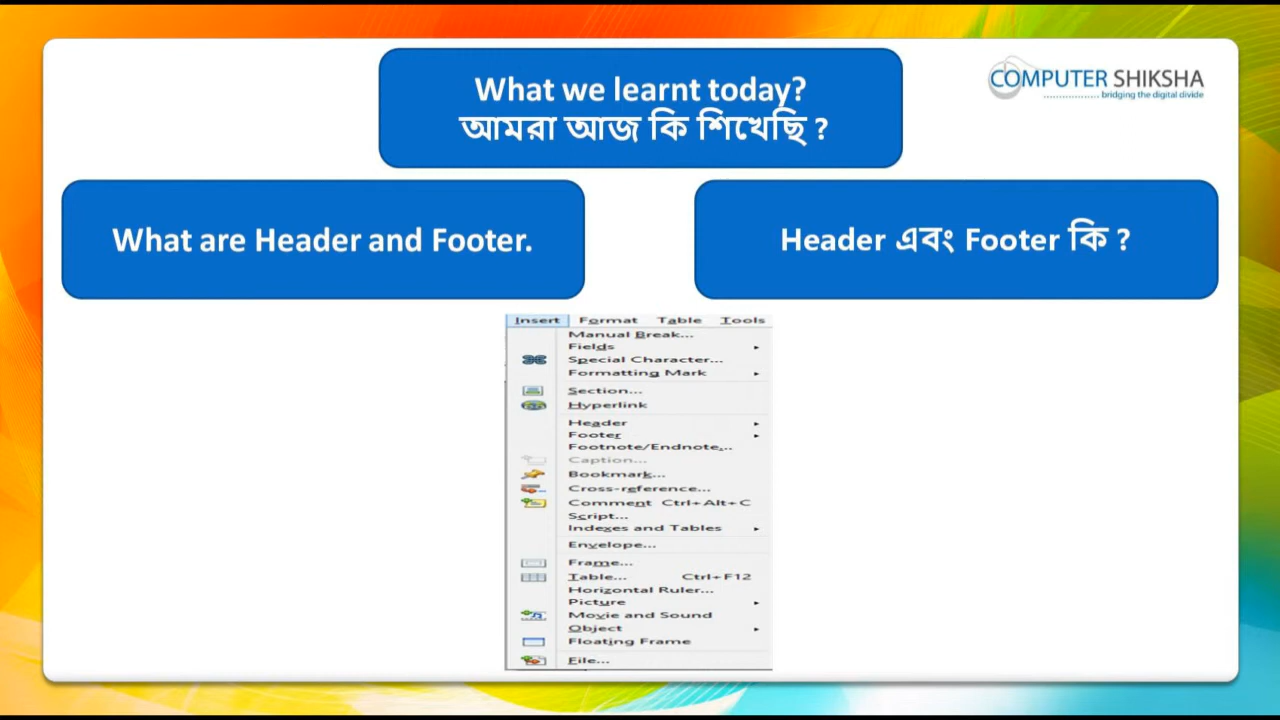 What we learnt today?
আমরা আজ কি শিখেছি ?
COMPUTER SHIKSHA
bridging the digital divide
What are Header and Footer.
Header এবং Footer কি ?
Insert Format Table Tools
Manual Break...
Fields
Special Character...
Formatting Mark
Section...
Hyperlink
Header
Footer
Footnote/Endnote...
Caption...
Bookmark...
Cross-reference...
Comment Ctrl+Alt+C
Script...
Indexes and Tables
Envelope...
Frame...
Table... Ctrl+F12
Horizontal Ruler...
Picture
Movie and Sound
Object
Floating Frame
File...